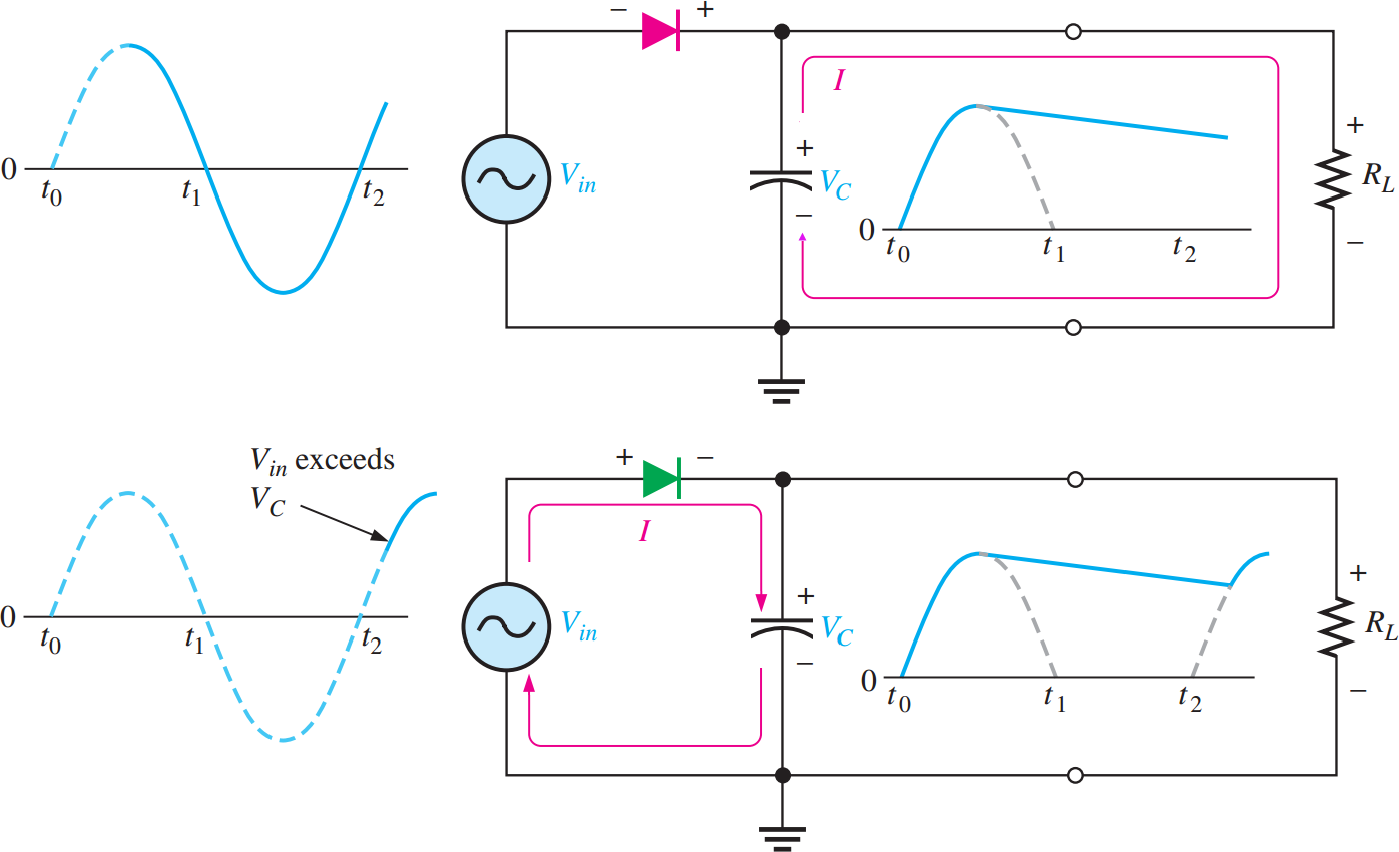 − +
I
0 t0 t1 t2
Vin
+ VC −
0 t0 t1 t2
+ RL −
Vin exceeds
VC
+ −
I
0 t0 t1 t2
Vin
+ VC −
0 t0 t1 t2
+ RL −